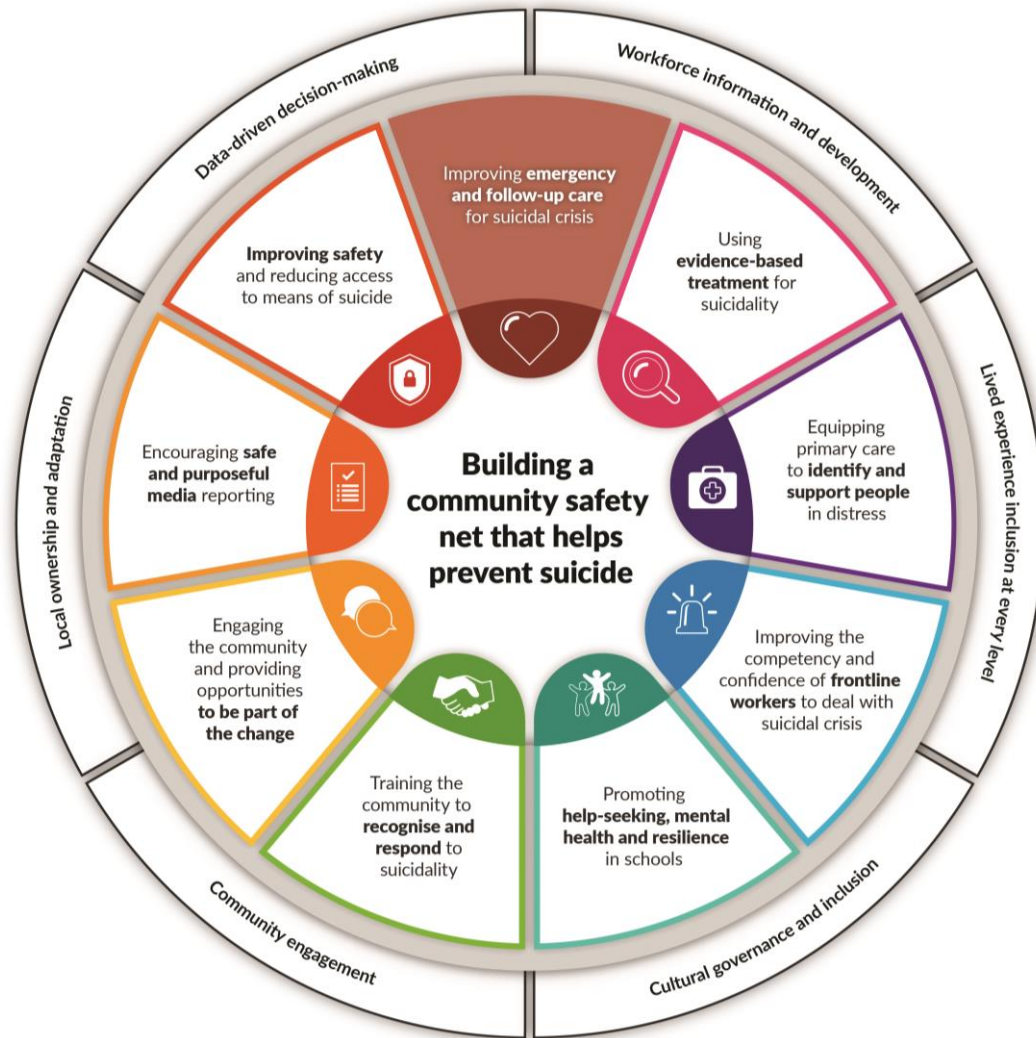 Data-driven decision-making
Workforce information and development
Lived experience inclusion at every level
Cultural governance and inclusion
Community engagement
Local ownership and adaptation
Improving emergency
and follow-up care
for suicidal crisis
Using
evidence-based
treatment for
suicidality
Equipping
primary care
to identify and
support people
in distress
Improving the
competency and
confidence of frontline
workers to deal with
suicidal crisis
Promoting
help-seeking, mental
health and resilience
in schools
Training the
community to
recognise and
respond to
suicidality
Engaging
the community
and providing
opportunities
to be part of
the change
Encouraging safe
and purposeful
media reporting
Improving safety
and reducing access
to means of suicide
Building a
community safety
net that helps
prevent suicide